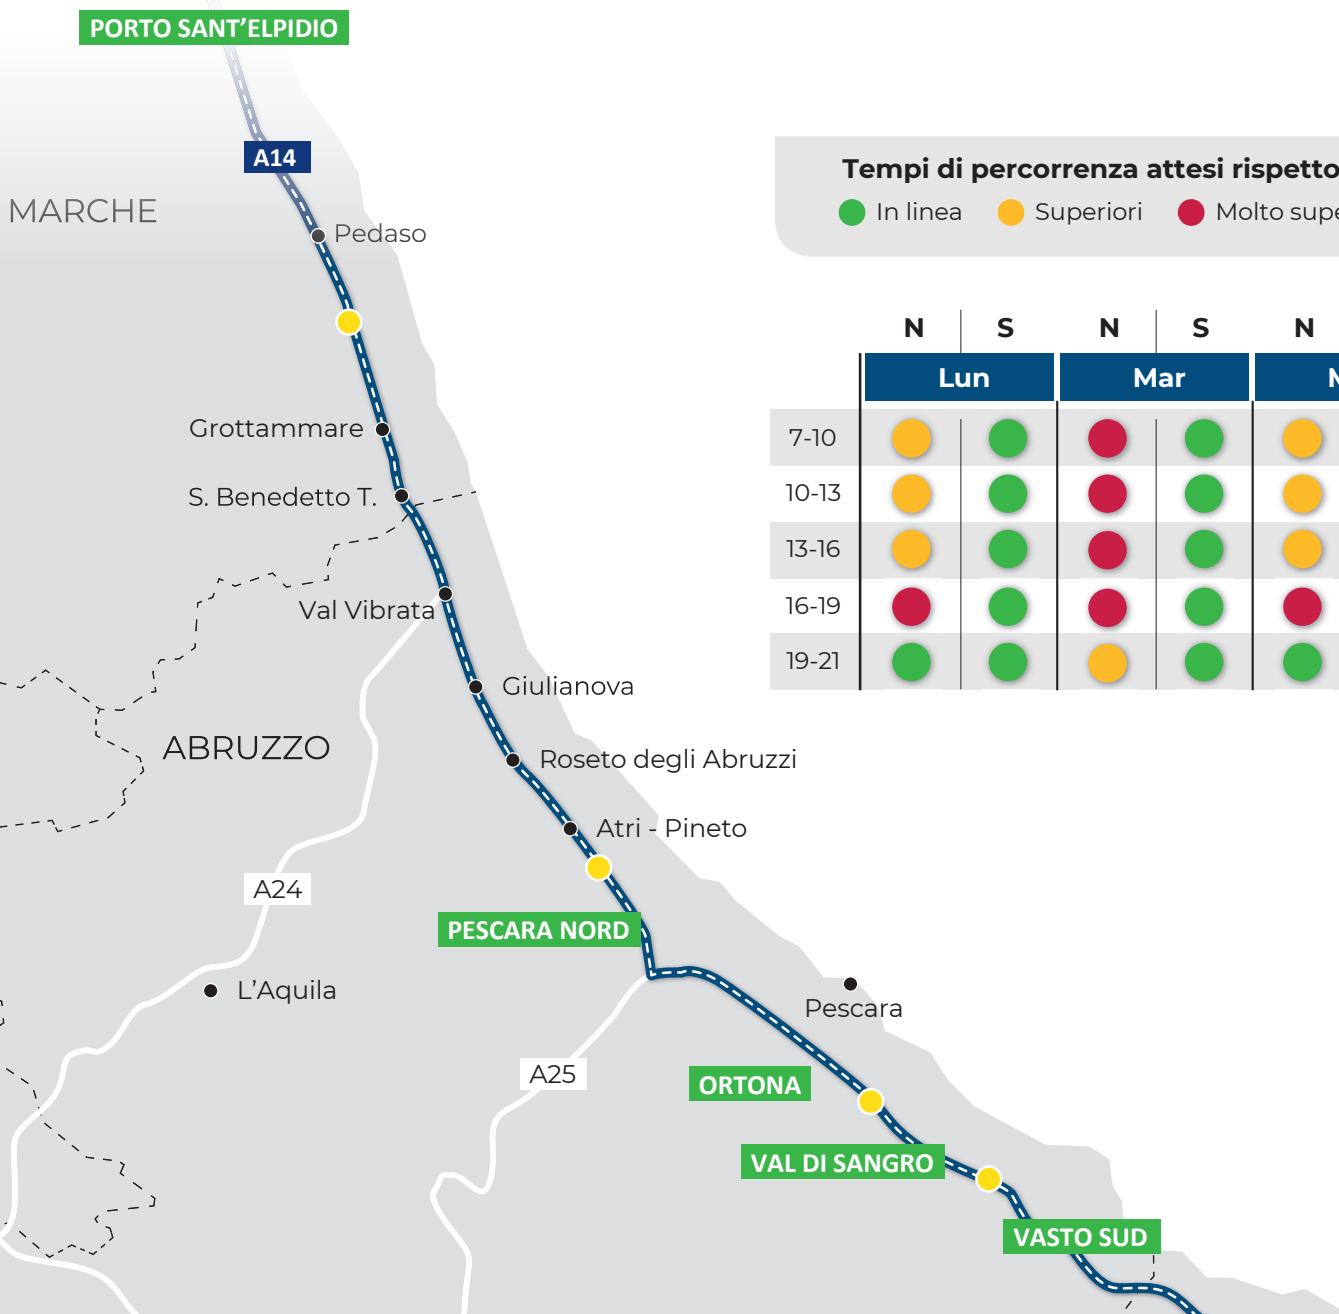 PORTO SANT'ELPIDIO
A14
MARCHE
Pedaso
Tempi di percorrenza attesi rispetto
In linea Superiori Molto supe
N S N S N
Lun Mar M
7-10
10-13
13-16
16-19
19-21
Grottammare
S. Benedetto T.
Val Vibrata
Giulianova
ABRUZZO
Roseto degli Abruzzi
Atri - Pineto
A24
PESCARA NORD
L'Aquila
Pescara
A25
ORTONA
VAL DI SANGRO
VASTO SUD